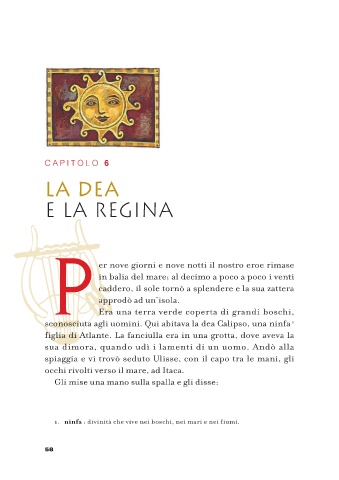 CAPITOLO 6
LA DEA
E LA REGINA
Per nove giorni e nove notti il nostro eroe rimase
in balia del mare: al decimo a poco a poco i venti
caddero, il sole tornò a splendere e la sua zattera
approdò ad un'isola.
Era una terra verde coperta di grandi boschi,
sconosciuta agli uomini. Qui abitava la dea Calipso, una ninfa¹
figlia di Atlante. La fanciulla era in una grotta, dove aveva la
sua dimora, quando udì i lamenti di un uomo. Andò alla
spiaggia e vi trovò seduto Ulisse, con il capo tra le mani, gli
occhi rivolti verso il mare, ad Itaca.
Gli mise una mano sulla spalla e gli disse:
1. ninfa : divinità che vive nei boschi, nei mari e nei fiumi.
58